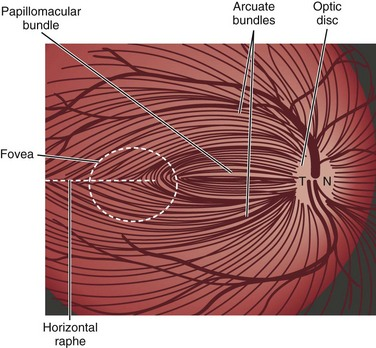 Papillomacular
bundle
Arcuate
bundles
Optic
disc
Fovea
T N
Horizontal
raphe